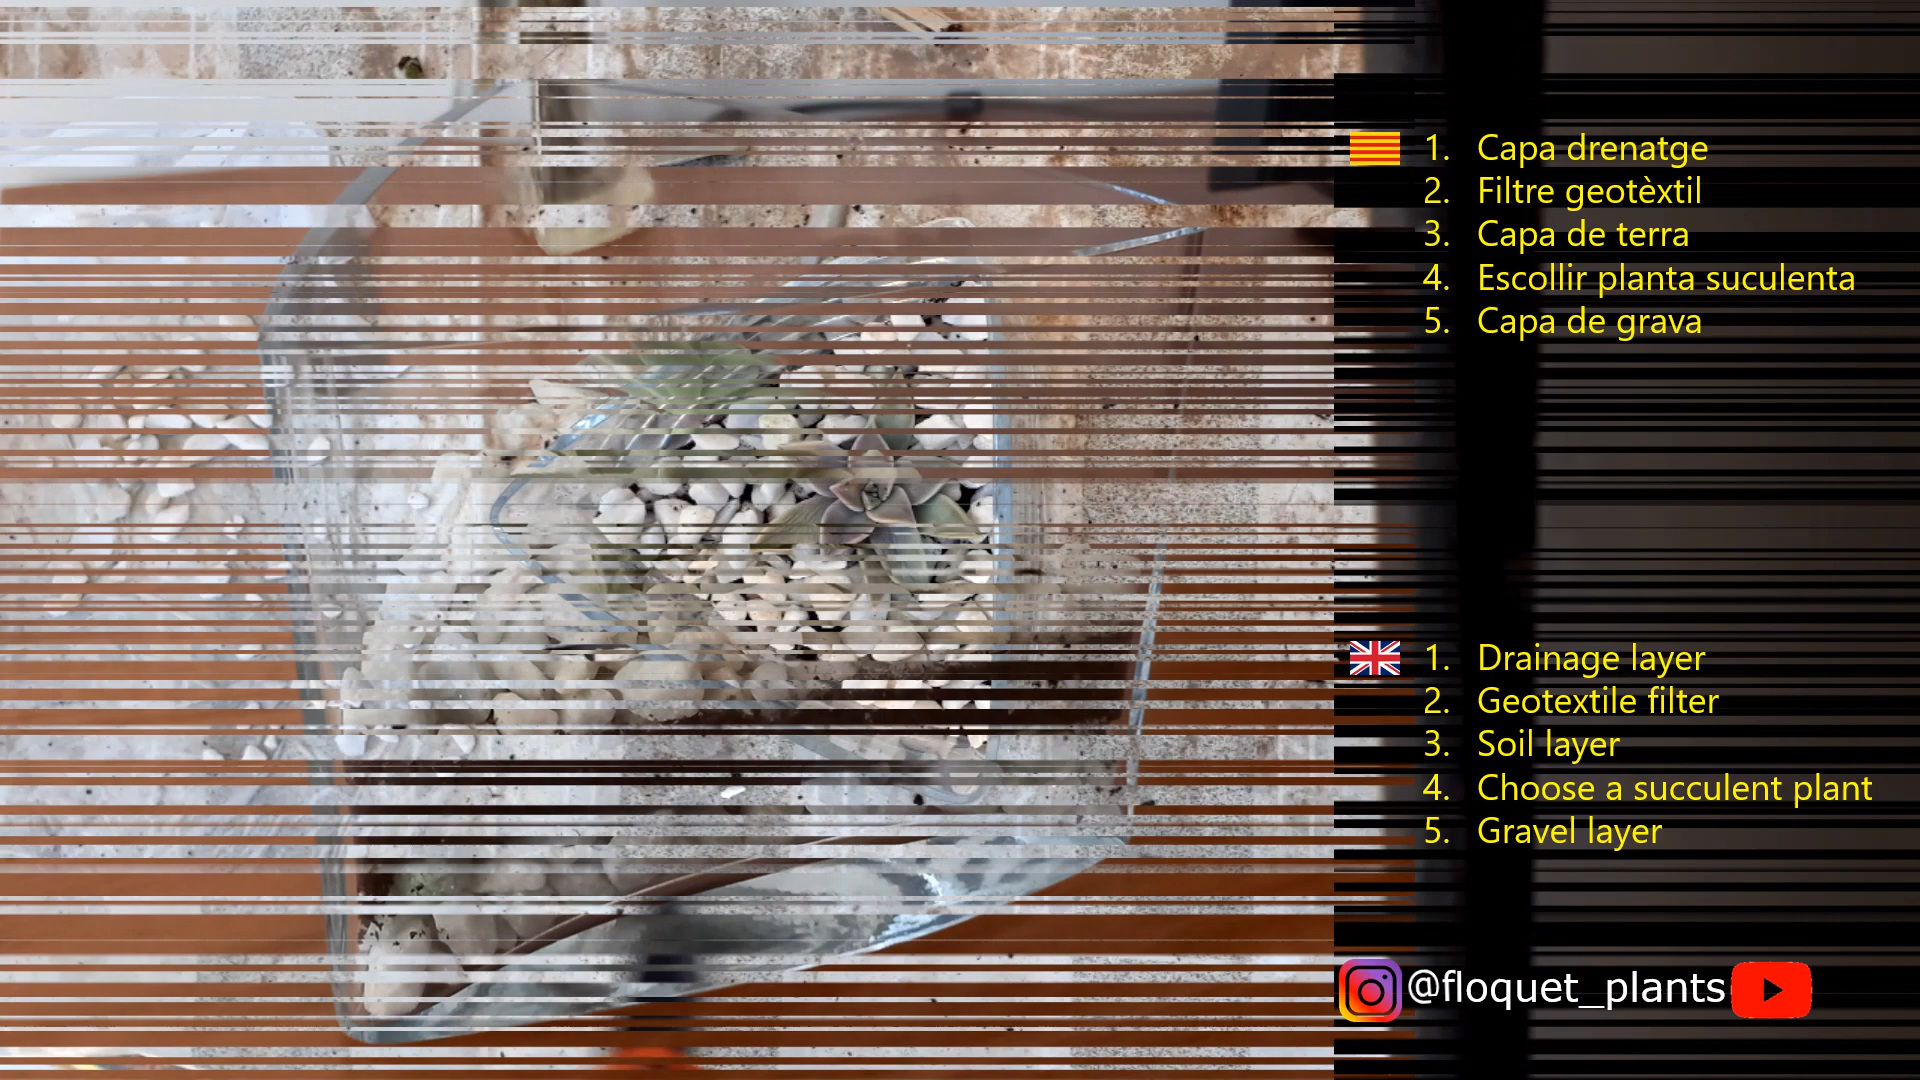 1. Capa drenatge
2. Filtre geotèxtil
3. Capa de terra
4. Escollir planta suculenta
5. Capa de grava
1. Drainage layer
2. Geotextile filter
3. Soil layer
4. Choose a succulent plant
5. Gravel layer
@floquet_plants